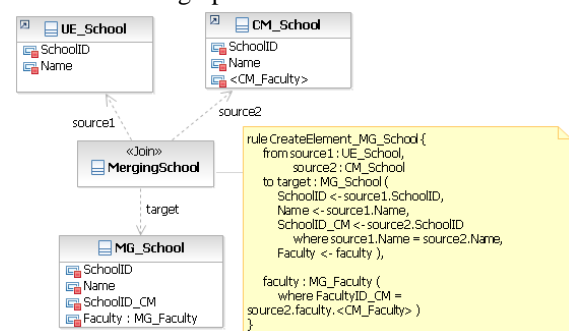 UE_School
SchoolID
Name
CM_School
SchoolID
Name
<CM_Faculty>
source1
source2
«Join»
MergingSchool
target
MG_School
SchoolID
Name
SchoolID_CM
Faculty : MG_Faculty
rule CreateElement_MG_School {
from source1 : UE_School,
source2 : CM_School
to target : MG_School (
SchoolID <- source1.SchoolID,
Name <- source1.Name,
SchoolID_CM <- source2.SchoolID
where source1.Name = source2.Name,
Faculty <- faculty ),
faculty : MG_Faculty (
where FacultyID_CM =
source2.faculty.<CM_Faculty> )
}